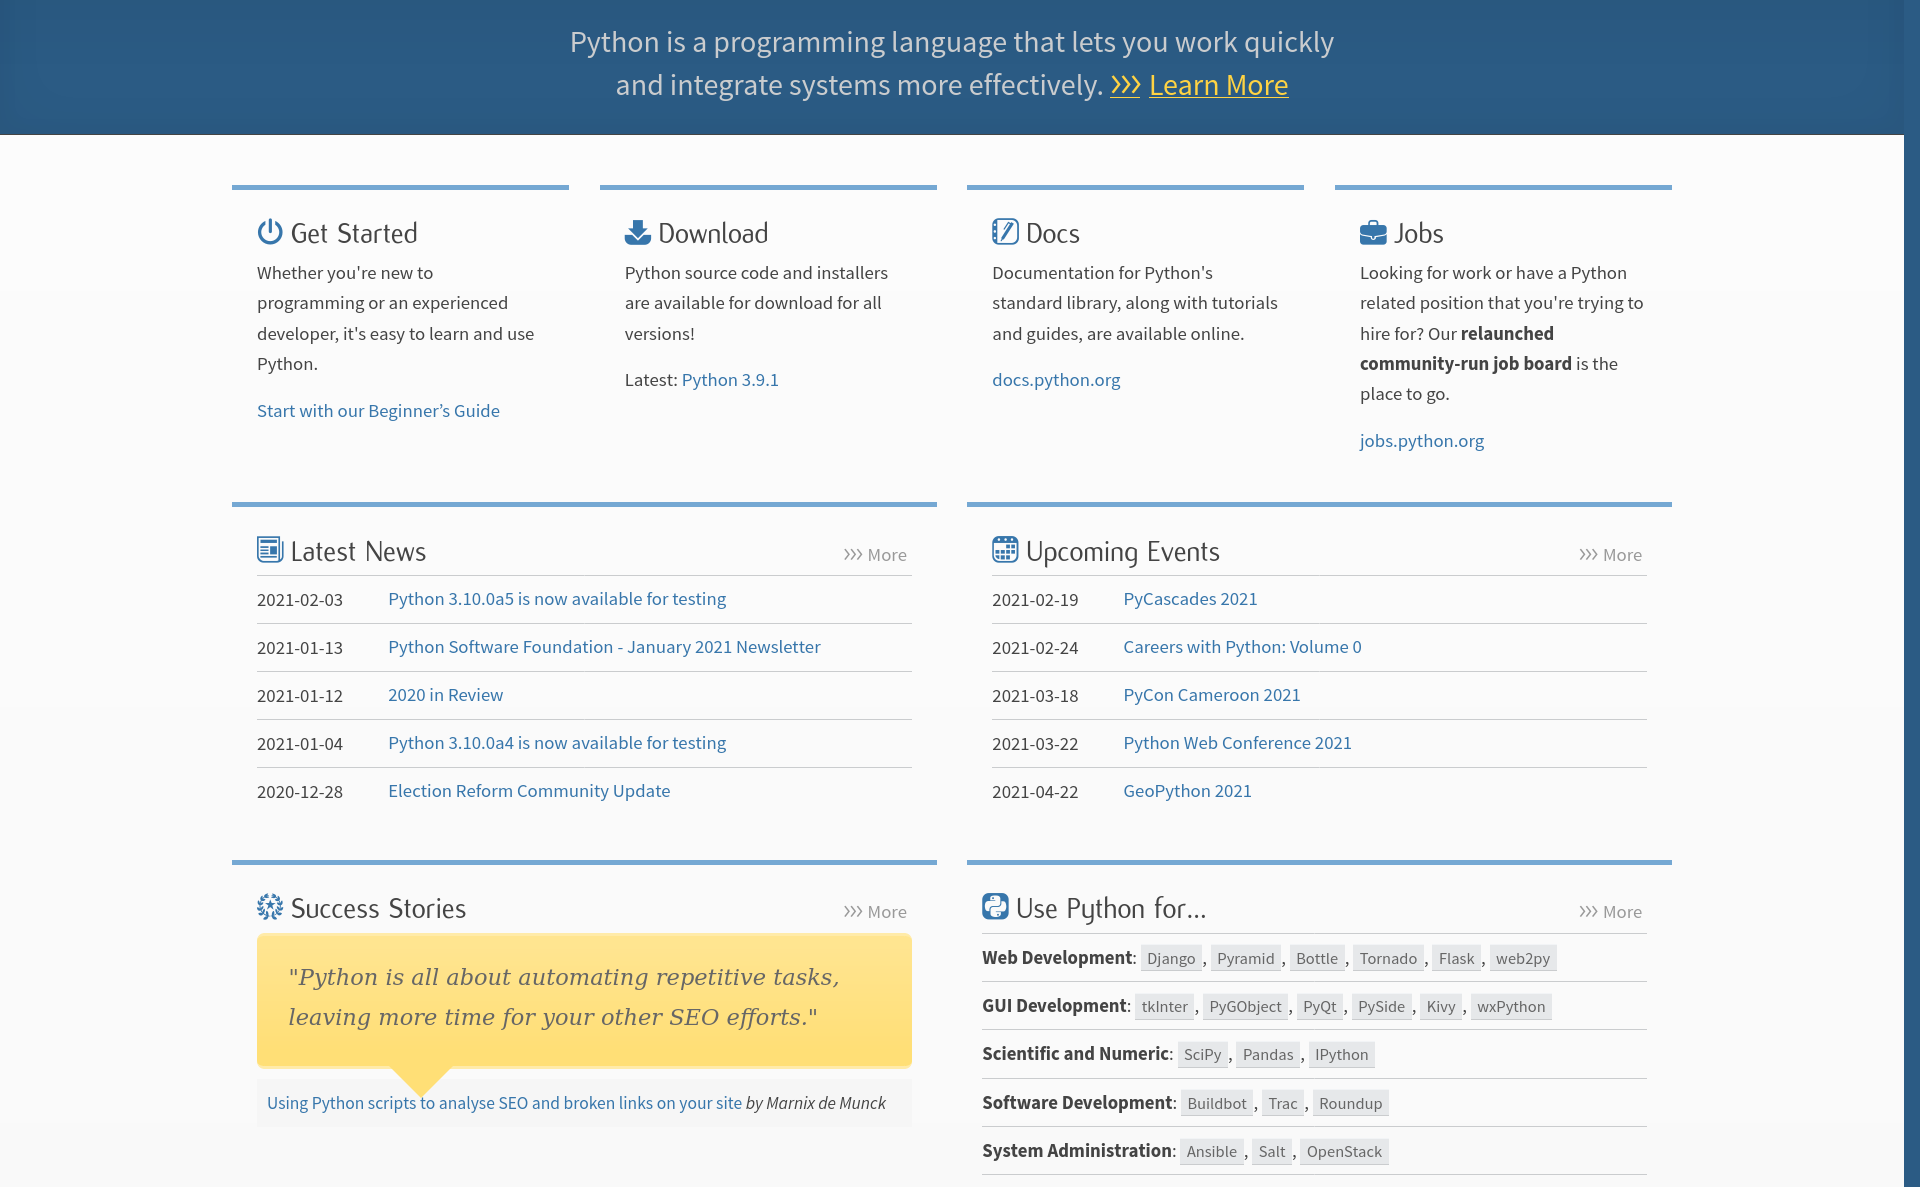 Python is a programming language that lets you work quickly
and integrate systems more effectively. >>> Learn More
Get Started
Whether you're new to
programming or an experienced
developer, it's easy to learn and use
Python.
Start with our Beginner’s Guide
Download
Python source code and installers
are available for download for all
versions!
Latest: Python 3.9.1
Docs
Documentation for Python's
standard library, along with tutorials
and guides, are available online.
docs.python.org
Jobs
Looking for work or have a Python
related position that you're trying to
hire for? Our relaunched
community-run job board is the
place to go.
jobs.python.org
Latest News
>>> More
2021-02-03 Python 3.10.0a5 is now available for testing
2021-01-13 Python Software Foundation - January 2021 Newsletter
2021-01-12 2020 in Review
2021-01-04 Python 3.10.0a4 is now available for testing
2020-12-28 Election Reform Community Update
Upcoming Events
>>> More
2021-02-19 PyCascades 2021
2021-02-24 Careers with Python: Volume 0
2021-03-18 PyCon Cameroon 2021
2021-03-22 Python Web Conference 2021
2021-04-22 GeoPython 2021
Success Stories
>>> More
"Python is all about automating repetitive tasks,
leaving more time for your other SEO efforts."
Using Python scripts to analyse SEO and broken links on your site by Marnix de Munck
Use Python for…
>>> More
Web Development: Django, Pyramid, Bottle, Tornado, Flask, web2py
GUI Development: tkInter, PyGObject, PyQt, PySide, Kivy, wxPython
Scientific and Numeric: SciPy, Pandas, IPython
Software Development: Buildbot, Trac, Roundup
System Administration: Ansible, Salt, OpenStack